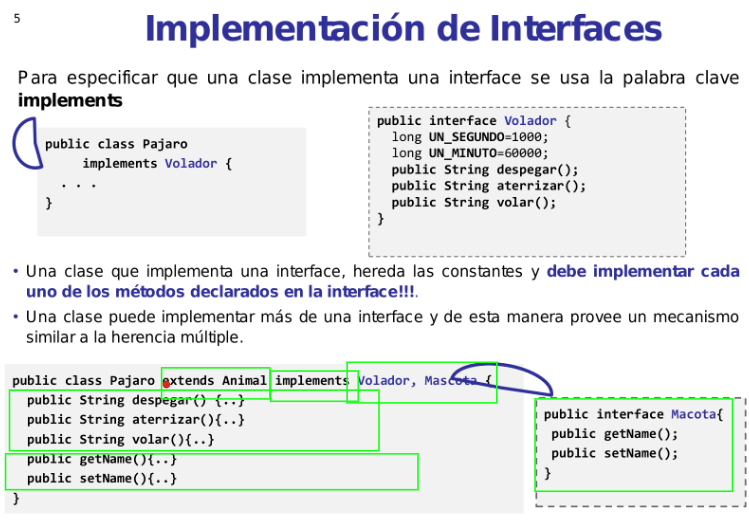 5
Implementación de Interfaces
Para especificar que una clase implementa una interface se usa la palabra clave
implements
public class Pajaro
implements Volador {
. . .
}
public interface Volador {
long UN_SEGUNDO=1000;
long UN_MINUTO=60000;
public String despegar();
public String aterrizar();
public String volar();
}
• Una clase que implementa una interface, hereda las constantes y debe implementar cada
uno de los métodos declarados en la interface!!!.
• Una clase puede implementar más de una interface y de esta manera provee un mecanismo
similar a la herencia múltiple.
public class Pajaro extends Animal implements Volador, Mascota {
public String despegar() {..}
public String aterrizar(){..}
public String volar(){..}
public getName(){..}
public setName(){..}
}
public interface Macota{
public getName();
public setName();
}